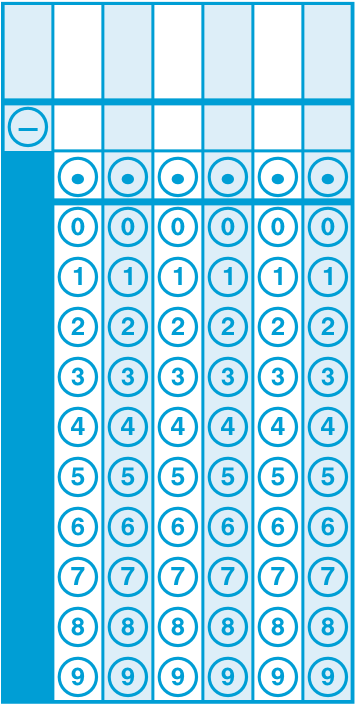 −
• • • • • •
0 0 0 0 0 0
1 1 1 1 1 1
2 2 2 2 2 2
3 3 3 3 3 3
4 4 4 4 4 4
5 5 5 5 5 5
6 6 6 6 6 6
7 7 7 7 7 7
8 8 8 8 8 8
9 9 9 9 9 9